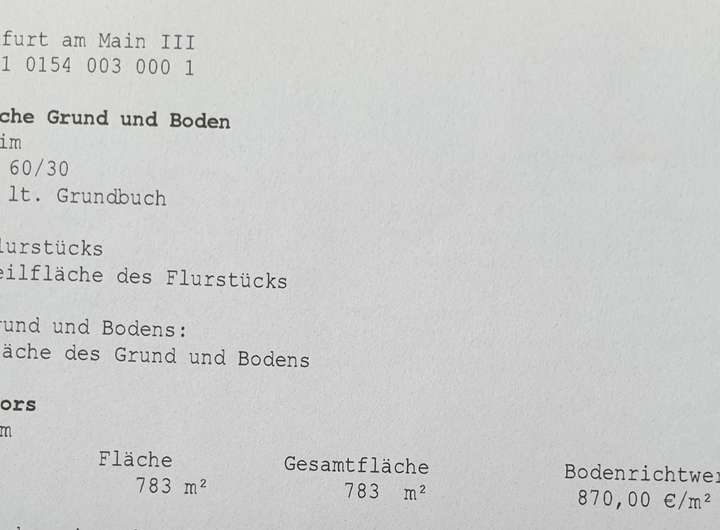 furt am Main III
1 0154 003 000 1
che Grund und Boden
im
60/30
lt. Grundbuch
lurstücks
eilfläche des Flurstücks
rund und Bodens:
äche des Grund und Bodens
ors
m
Fläche Gesamtfläche Bodenrichtwer
783 m² 783 m² 870,00 €/m²